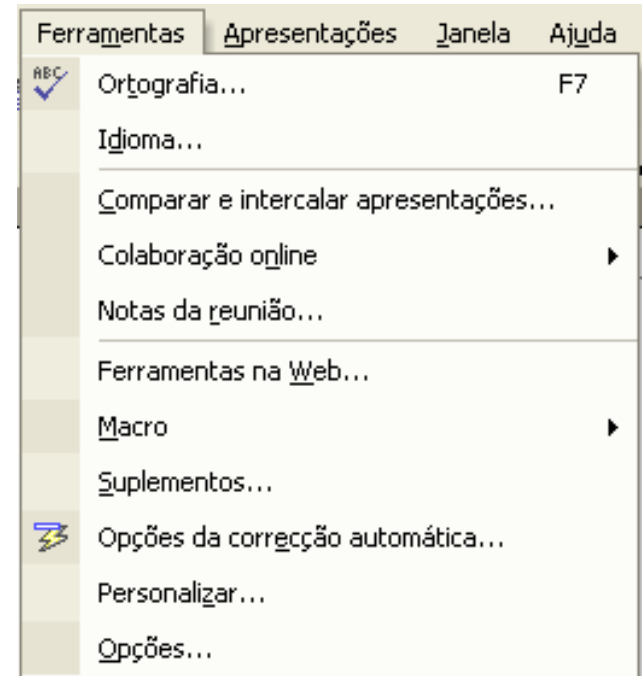 Ferramentas Apresentações Janela Ajuda
ABC Ortografia... F7
Idioma...
Comparar e intercalar apresentações...
Colaboração online
Notas da reunião...
Ferramentas na Web...
Macro
Suplementos...
Opções da correcção automática...
Personalizar...
Opções...